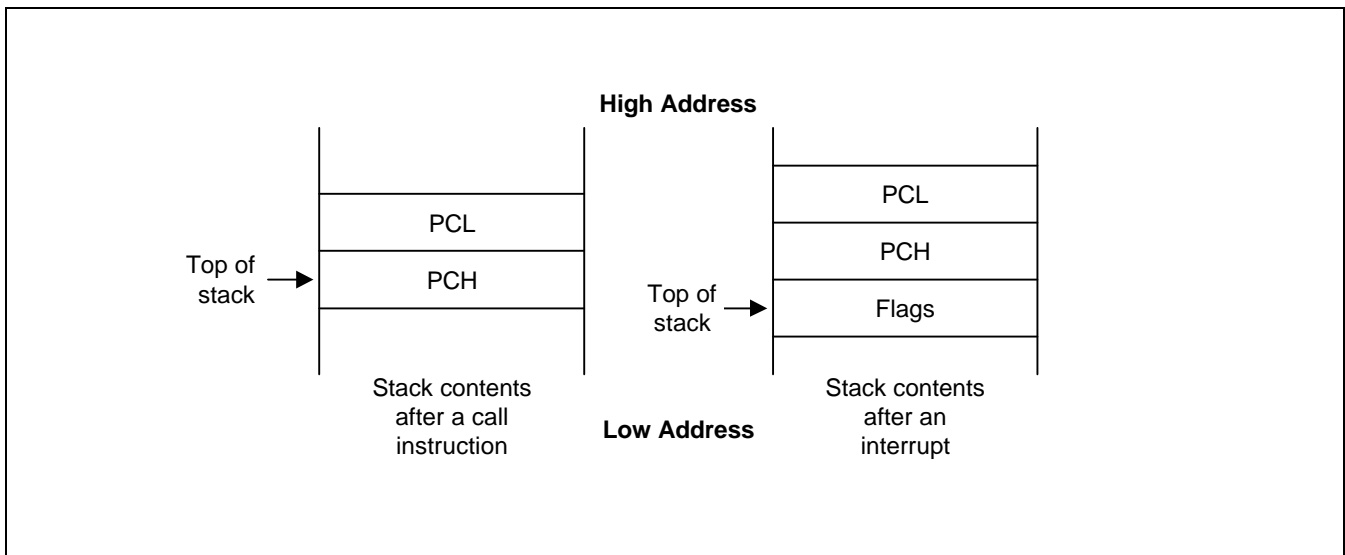 High Address
PCL
PCH
Top of
stack
Stack contents
after a call
instruction
Low Address
PCL
PCH
Flags
Top of
stack
Stack contents
after an
interrupt